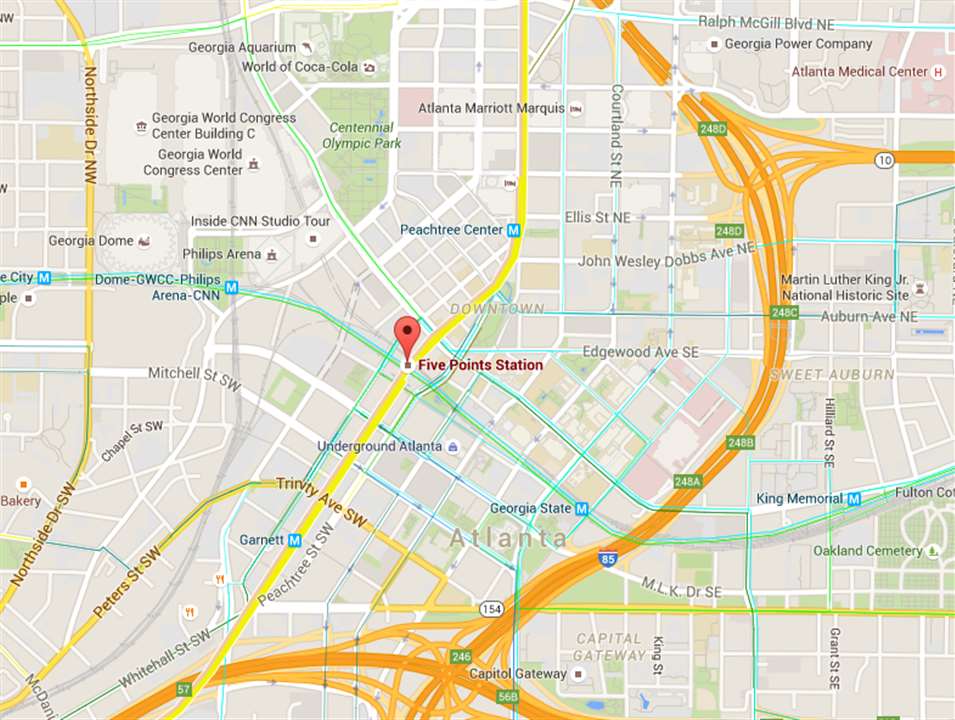 NW
Ralph McGill Blvd NE
Georgia Power Company
Georgia Aquarium
World of Coca-Cola
Atlanta Medical Center
H
Northside Dr NW
Atlanta Marriott Marquis
Courtland St NE
Georgia World Congress
Center Building C
Centennial
Olympic Park
248D
10
Georgia World
Congress Center
Inside CNN Studio Tour
Ellis St NE
Peachtree Center M
248D
Georgia Dome
Philips Arena
John Wesley Dobbs Ave NE
e City M
Dome-GWCC-Philips M
Arena-CNN
Martin Luther King Jr.
National Historic Site
ple
DOWNTOWN
248C
Auburn Ave NE
Five Points Station
Edgewood Ave SE
Mitchell St SW
SWEET AUBURN
Hilliard St SE
Chapel St SW
Underground Atlanta
248B
248A
Bakery
Trinity Ave SW
Georgia State M
King Memorial M
Fulton Cot
Northside Dr SW
Garnett M
Atlanta
Oakland Cemetery
85
Peters St SW
Peachtree St SW
M.L.K. Dr SE
154
Whitehall St SW
CAPITAL
GATEWAY
King St
Grant St SE
246
Capitol Gateway
McDani
57
56B